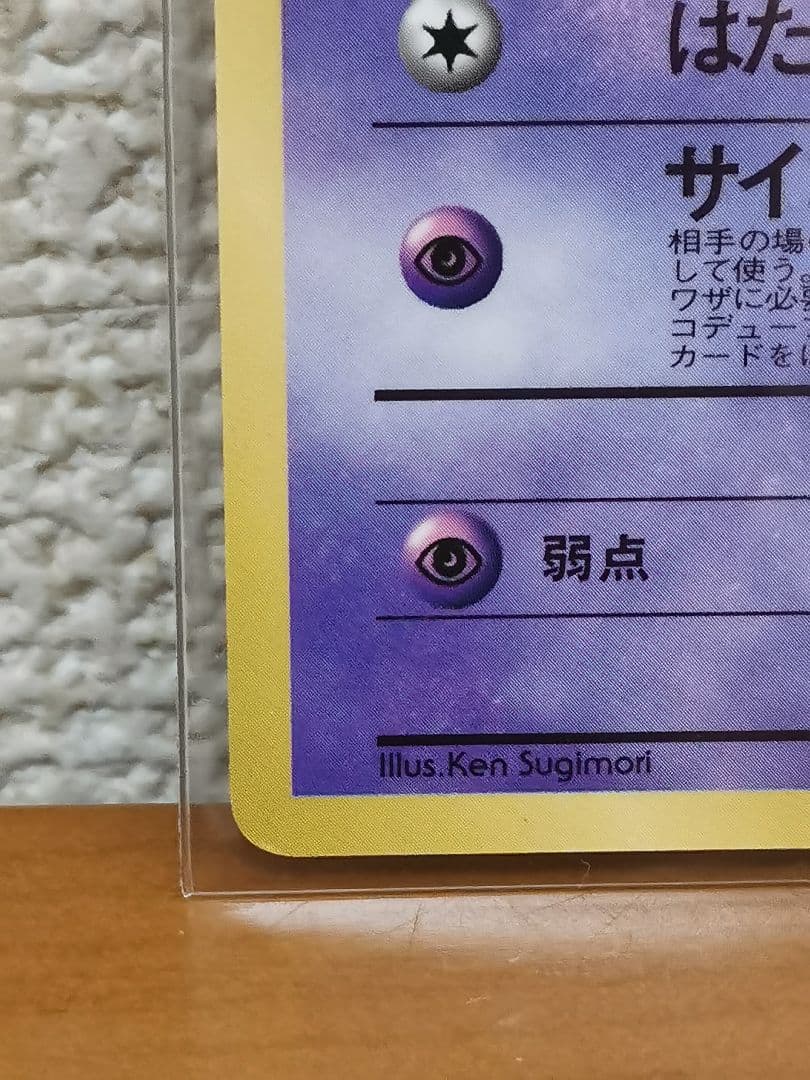 はた
サイ
相手の場
して使う。
ワザに必
コデュー
カードを
弱点
Illus.Ken Sugimori